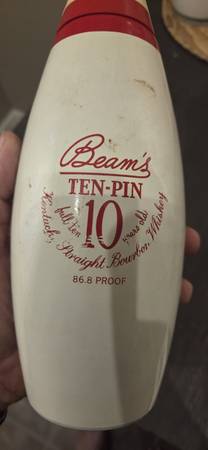 Beam's
TEN-PIN
full ten 10 years old
Kentucky Straight Bourbon Whiskey
86.8 PROOF